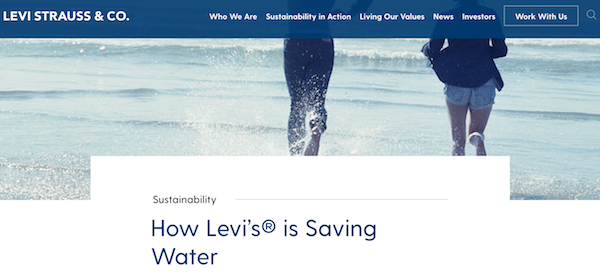 LEVI STRAUSS & CO.
Who We Are Sustainability in Action Living Our Values News Investors Work With Us
Sustainability
How Levi's® is Saving
Water